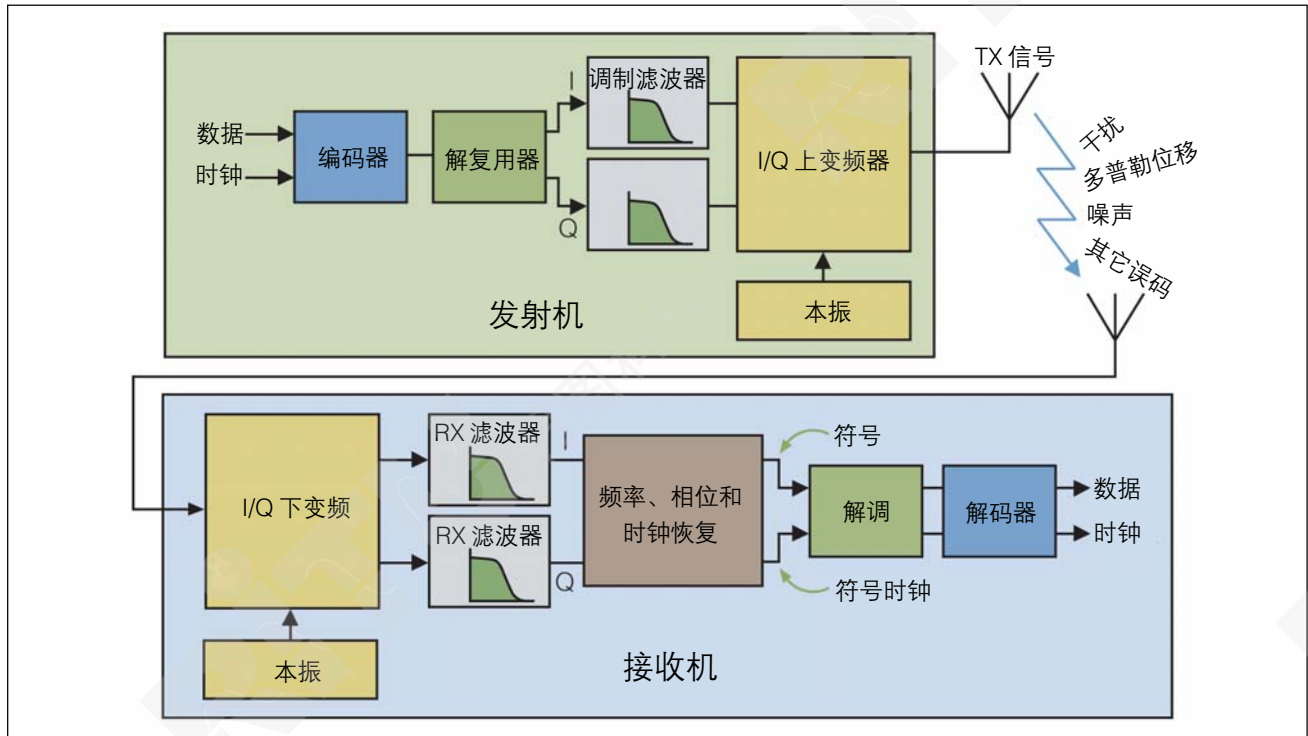 TX 信号
I
调制滤波器
数据
时钟
编码器
解复用器
I/Q 上变频器
Q
本振
发射机
干扰
多普勒位移
噪声
其它误码
RX 滤波器
I
I/Q 下变频
RX 滤波器
Q
频率、相位和
时钟恢复
符号
符号时钟
解调
解码器
数据
时钟
本振
接收机